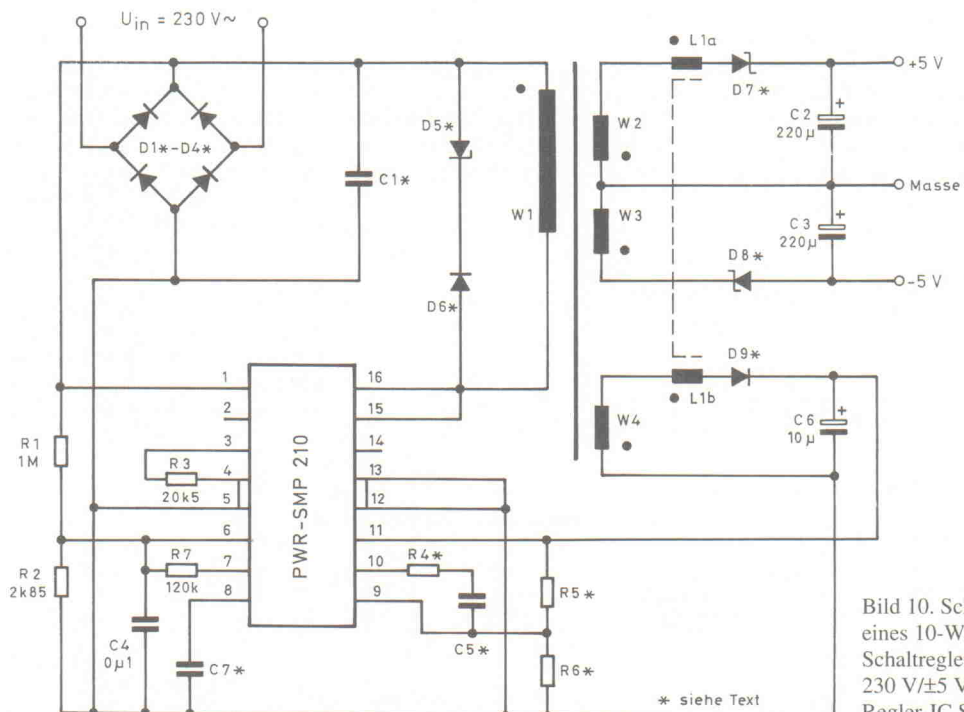 U in = 230 V~
D1*-D4*
C1*
D5*
D6*
W1
L1a
D7*
+5 V
W2
C2
220µ
Masse
W3
C3
220µ
D8*
-5 V
D9*
L1b
W4
C6
10µ
R1
1M
R2
2k85
R3
20k5
R7
120k
C4
0µ1
C7*
1
2
3
4
5
6
7
8
PWR-SMP 210
16
15
14
13
12
11
10
9
R4*
C5*
R5*
R6*
* siehe Text
Bild 10. Sc
eines 10-W
Schaltregle
230 V/±5 V
Regler-IC S